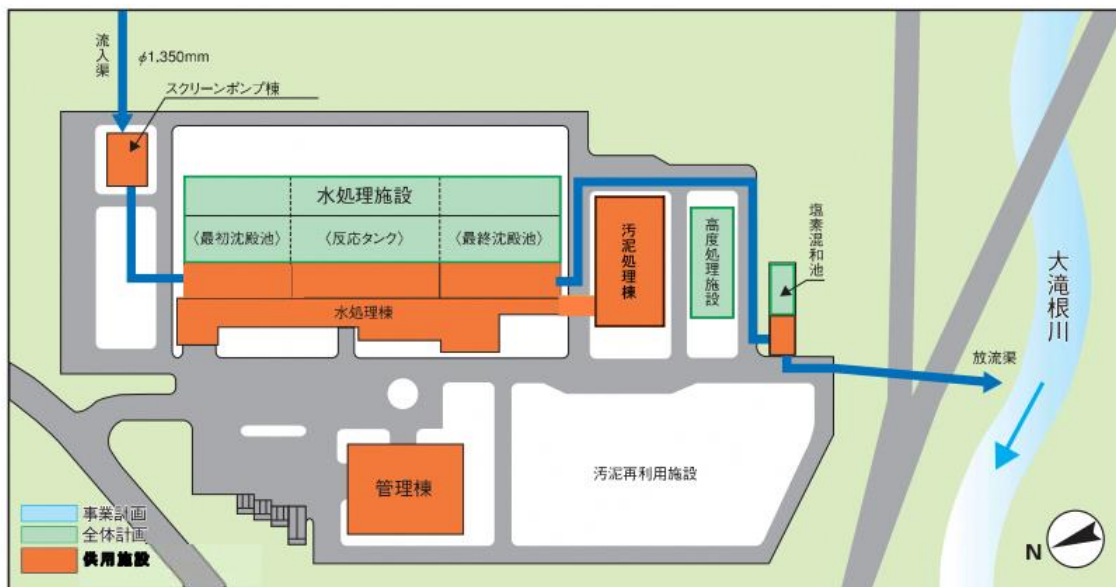 流入渠
φ1,350mm
スクリーンポンプ棟
水処理施設
〈最初沈殿池〉
〈反応タンク〉
〈最終沈殿池〉
水処理棟
汚泥処理棟
高度処理施設
塩素混和池
大滝根川
放流渠
管理棟
汚泥再利用施設
事業計画
全体計画
供用施設
N